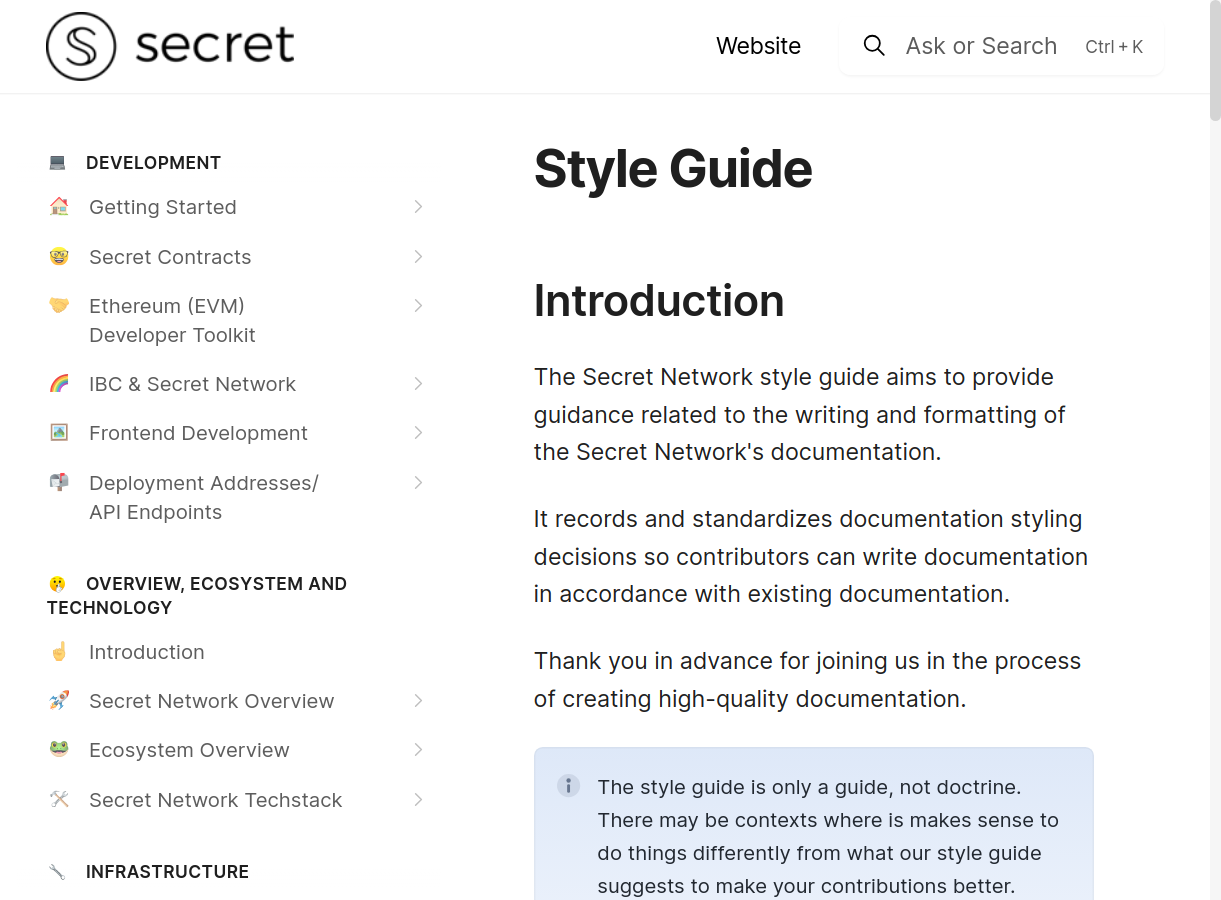 secret
Website
Ask or Search
Ctrl + K
DEVELOPMENT
Getting Started
Secret Contracts
Ethereum (EVM)
Developer Toolkit
IBC & Secret Network
Frontend Development
Deployment Addresses/
API Endpoints
OVERVIEW, ECOSYSTEM AND
TECHNOLOGY
Introduction
Secret Network Overview
Ecosystem Overview
Secret Network Techstack
INFRASTRUCTURE
Style Guide
Introduction
The Secret Network style guide aims to provide
guidance related to the writing and formatting of
the Secret Network's documentation.
It records and standardizes documentation styling
decisions so contributors can write documentation
in accordance with existing documentation.
Thank you in advance for joining us in the process
of creating high-quality documentation.
The style guide is only a guide, not doctrine.
There may be contexts where is makes sense to
do things differently from what our style guide
suggests to make your contributions better.